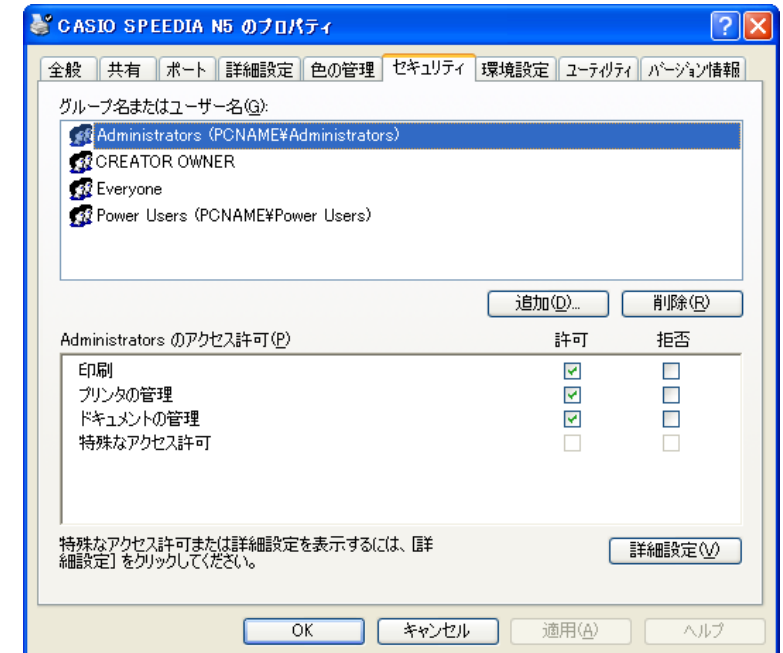 CASIO SPEEDIA N5 のプロパティ
全般 共有 ポート 詳細設定 色の管理 セキュリティ 環境設定 ユーティリティ バージョン情報
グループ名またはユーザー名(G):
Administrators (PCNAME¥Administrators)
CREATOR OWNER
Everyone
Power Users (PCNAME¥Power Users)
追加(D)... 削除(R)
Administrators のアクセス許可(P) 許可 拒否
印刷
プリンタの管理
ドキュメントの管理
特殊なアクセス許可
特殊なアクセス許可または詳細設定を表示するには、[詳
細設定] をクリックしてください。
詳細設定(V)
OK キャンセル 適用(A) ヘルプ